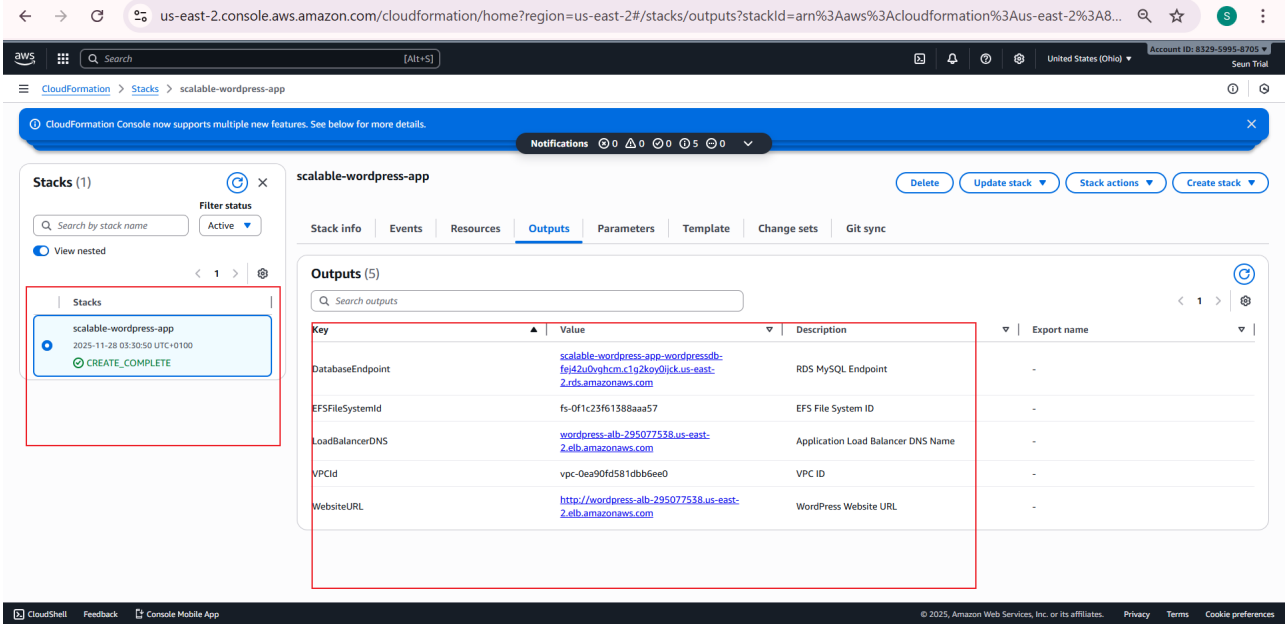 us-east-2.console.aws.amazon.com/cloudformation/home?region=us-east-2#/stacks/outputs?stackId=arn%3Aaws%3Acloudformation%3Aus-east-2%3A8...
S
aws
Search
[Alt+S]
United States (Ohio)
Account ID: 8329-5995-8705
Seun Trial
CloudFormation > Stacks > scalable-wordpress-app
CloudFormation Console now supports multiple new features. See below for more details.
Notifications 0 0 0 5 0
Stacks (1)
Filter status
Search by stack name
Active
View nested
1
Stacks
scalable-wordpress-app
2025-11-28 03:30:50 UTC+0100
CREATE_COMPLETE
scalable-wordpress-app
Delete
Update stack
Stack actions
Create stack
Stack info
Events
Resources
Outputs
Parameters
Template
Change sets
Git sync
Outputs (5)
Search outputs
1
Key
Value
Description
Export name
DatabaseEndpoint
scalable-wordpress-app-wordpressdb-
fej42u0vghcm.c1g2koy0ijck.us-east-
2.rds.amazonaws.com
RDS MySQL Endpoint
-
EFSFileSystemId
fs-0f1c23f61388aaa57
EFS File System ID
-
LoadBalancerDNS
wordpress-alb-295077538.us-east-
2.elb.amazonaws.com
Application Load Balancer DNS Name
-
VPCId
vpc-0ea90fd581dbb6ee0
VPC ID
-
WebsiteURL
http://wordpress-alb-295077538.us-east-
2.elb.amazonaws.com
WordPress Website URL
-
CloudShell
Feedback
Console Mobile App
© 2025, Amazon Web Services, Inc. or its affiliates.
Privacy
Terms
Cookie preferences